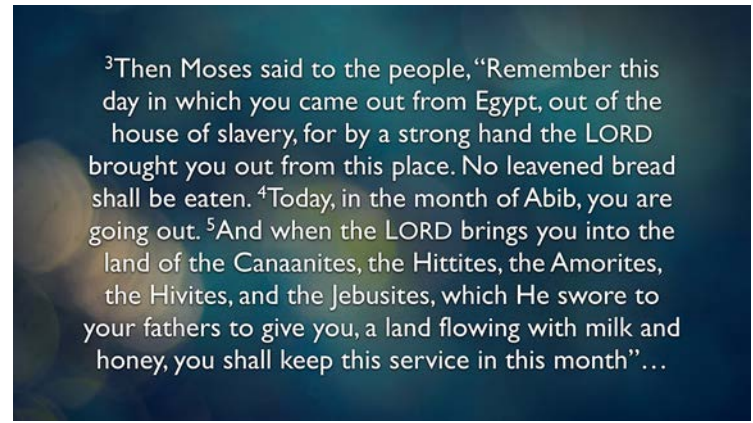 ³Then Moses said to the people, “Remember this
day in which you came out from Egypt, out of the
house of slavery, for by a strong hand the LORD
brought you out from this place. No leavened bread
shall be eaten. ⁴Today, in the month of Abib, you are
going out. ⁵And when the LORD brings you into the
land of the Canaanites, the Hittites, the Amorites,
the Hivites, and the Jebusites, which He swore to
your fathers to give you, a land flowing with milk and
honey, you shall keep this service in this month”…